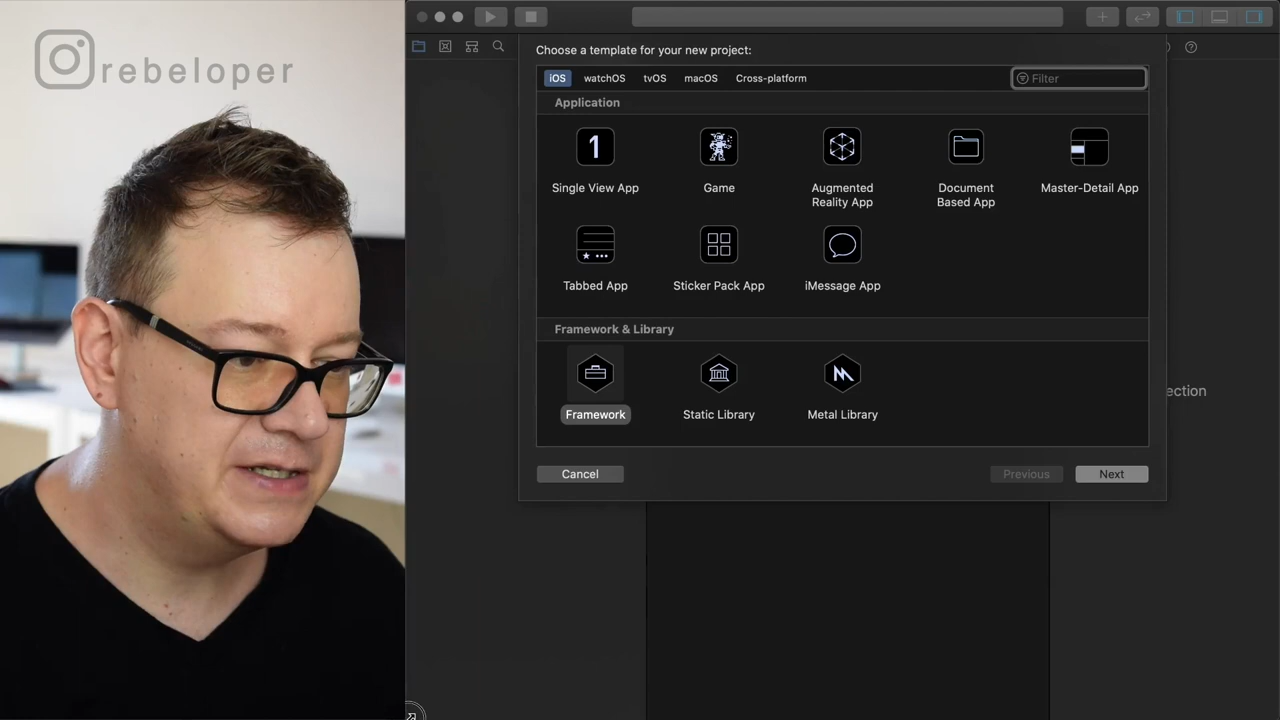 rebeloper
Choose a template for your new project:
iOS
watchOS
tvOS
macOS
Cross-platform
Filter
Application
1
Single View App
Game
Augmented
Reality App
Document
Based App
Master-Detail App
Tabbed App
Sticker Pack App
iMessage App
Framework & Library
Framework
Static Library
Metal Library
ection
Cancel
Previous
Next